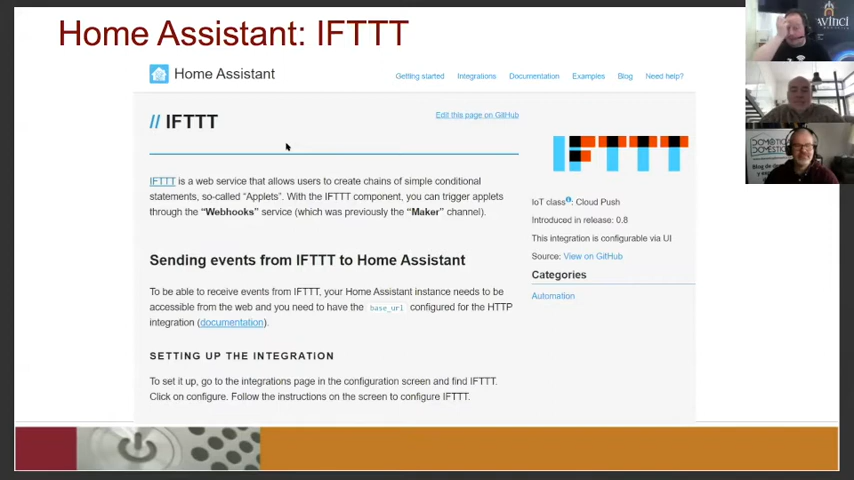 Home Assistant: IFTTT
Home Assistant
Getting started Integrations Documentation Examples Blog Need help?
// IFTTT
Edit this page on GitHub
IFTTT is a web service that allows users to create chains of simple conditional
statements, so-called “Applets”. With the IFTTT component, you can trigger applets
through the “Webhooks” service (which was previously the “Maker” channel).
Sending events from IFTTT to Home Assistant
To be able to receive events from IFTTT, your Home Assistant instance needs to be
accessible from the web and you need to have the base_url configured for the HTTP
integration (documentation).
SETTING UP THE INTEGRATION
To set it up, go to the integrations page in the configuration screen and find IFTTT.
Click on configure. Follow the instructions on the screen to configure IFTTT.
IFTTT
IoT class: Cloud Push
Introduced in release: 0.8
This integration is configurable via UI
Source: View on GitHub
Categories
Automation